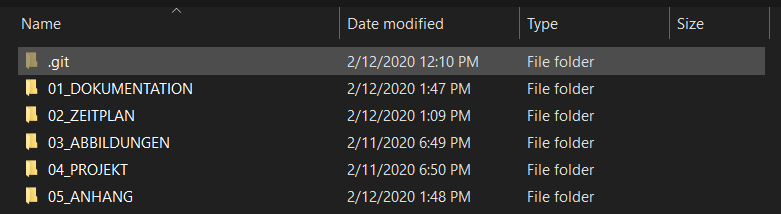 Name Date modified Type Size
.git 2/12/2020 12:10 PM File folder
01_DOKUMENTATION 2/12/2020 1:47 PM File folder
02_ZEITPLAN 2/12/2020 1:09 PM File folder
03_ABBILDUNGEN 2/11/2020 6:49 PM File folder
04_PROJEKT 2/11/2020 6:50 PM File folder
05_ANHANG 2/12/2020 1:48 PM File folder